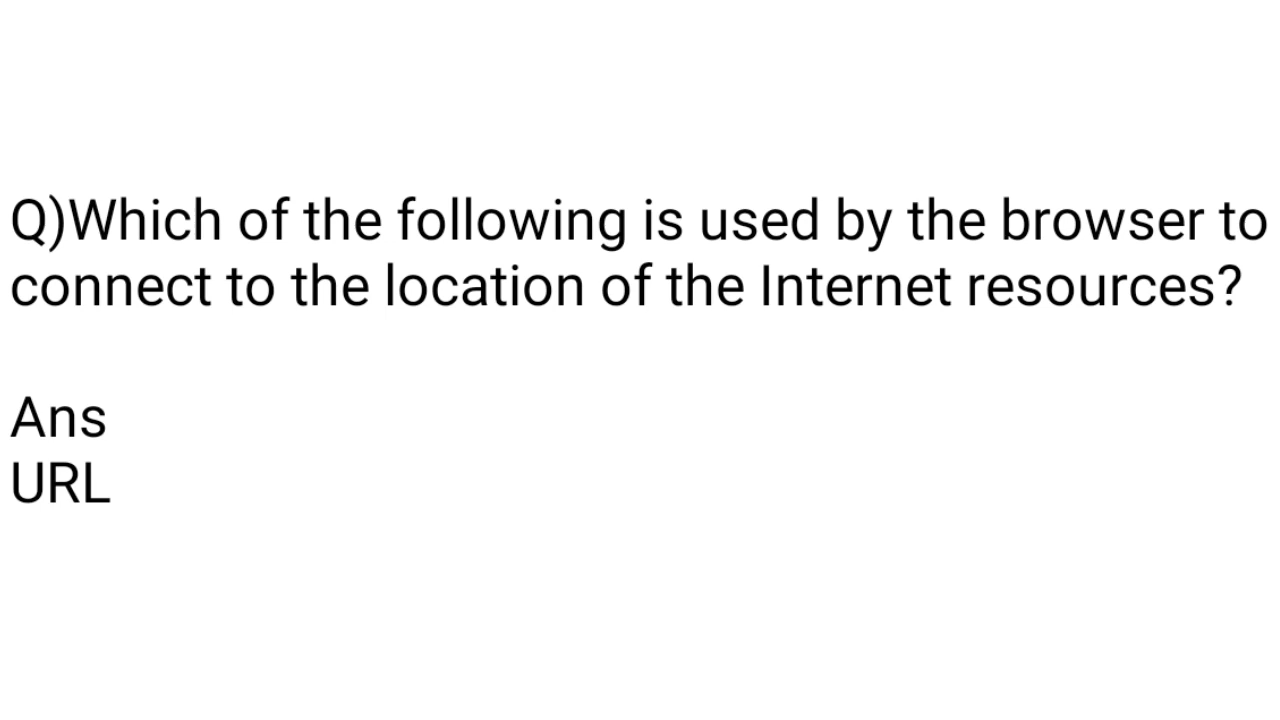 Q)Which of the following is used by the browser to
connect to the location of the Internet resources?
Ans
URL